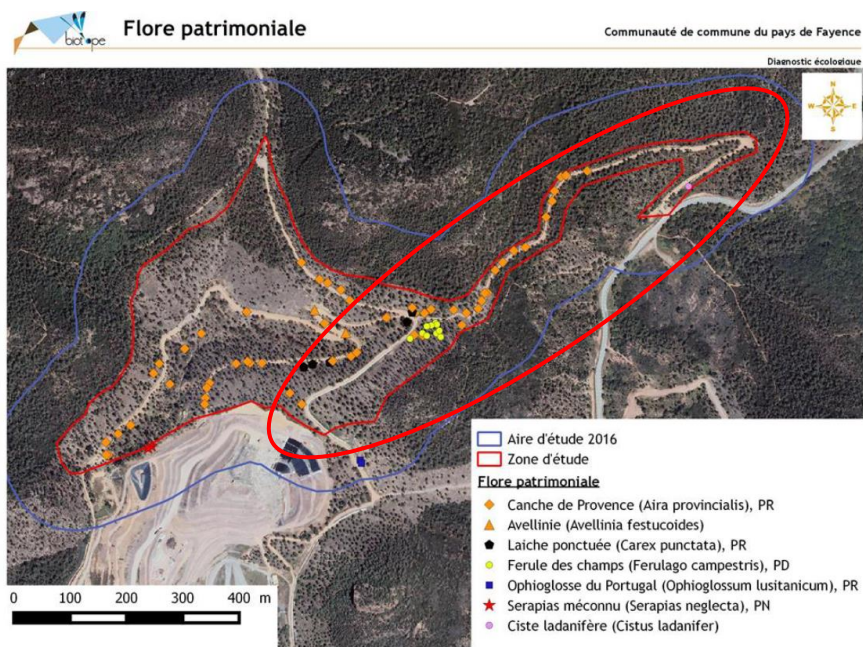 biotope
Flore patrimoniale
Communauté de commune du pays de Fayence
Diagnostic écologique
N
W E
S
Aire d'étude 2016
Zone d'étude
Flore patrimoniale
Canche de Provence (Aira provincialis), PR
Avellinie (Avellinia festucoides)
Laiche ponctuée (Carex punctata), PR
Ferule des champs (Ferulago campestris), PD
Ophioglosse du Portugal (Ophioglossum lusitanicum), PR
Serapias méconnu (Serapias neglecta), PN
Ciste ladanifère (Cistus ladanifer)
0 100 200 300 400 m